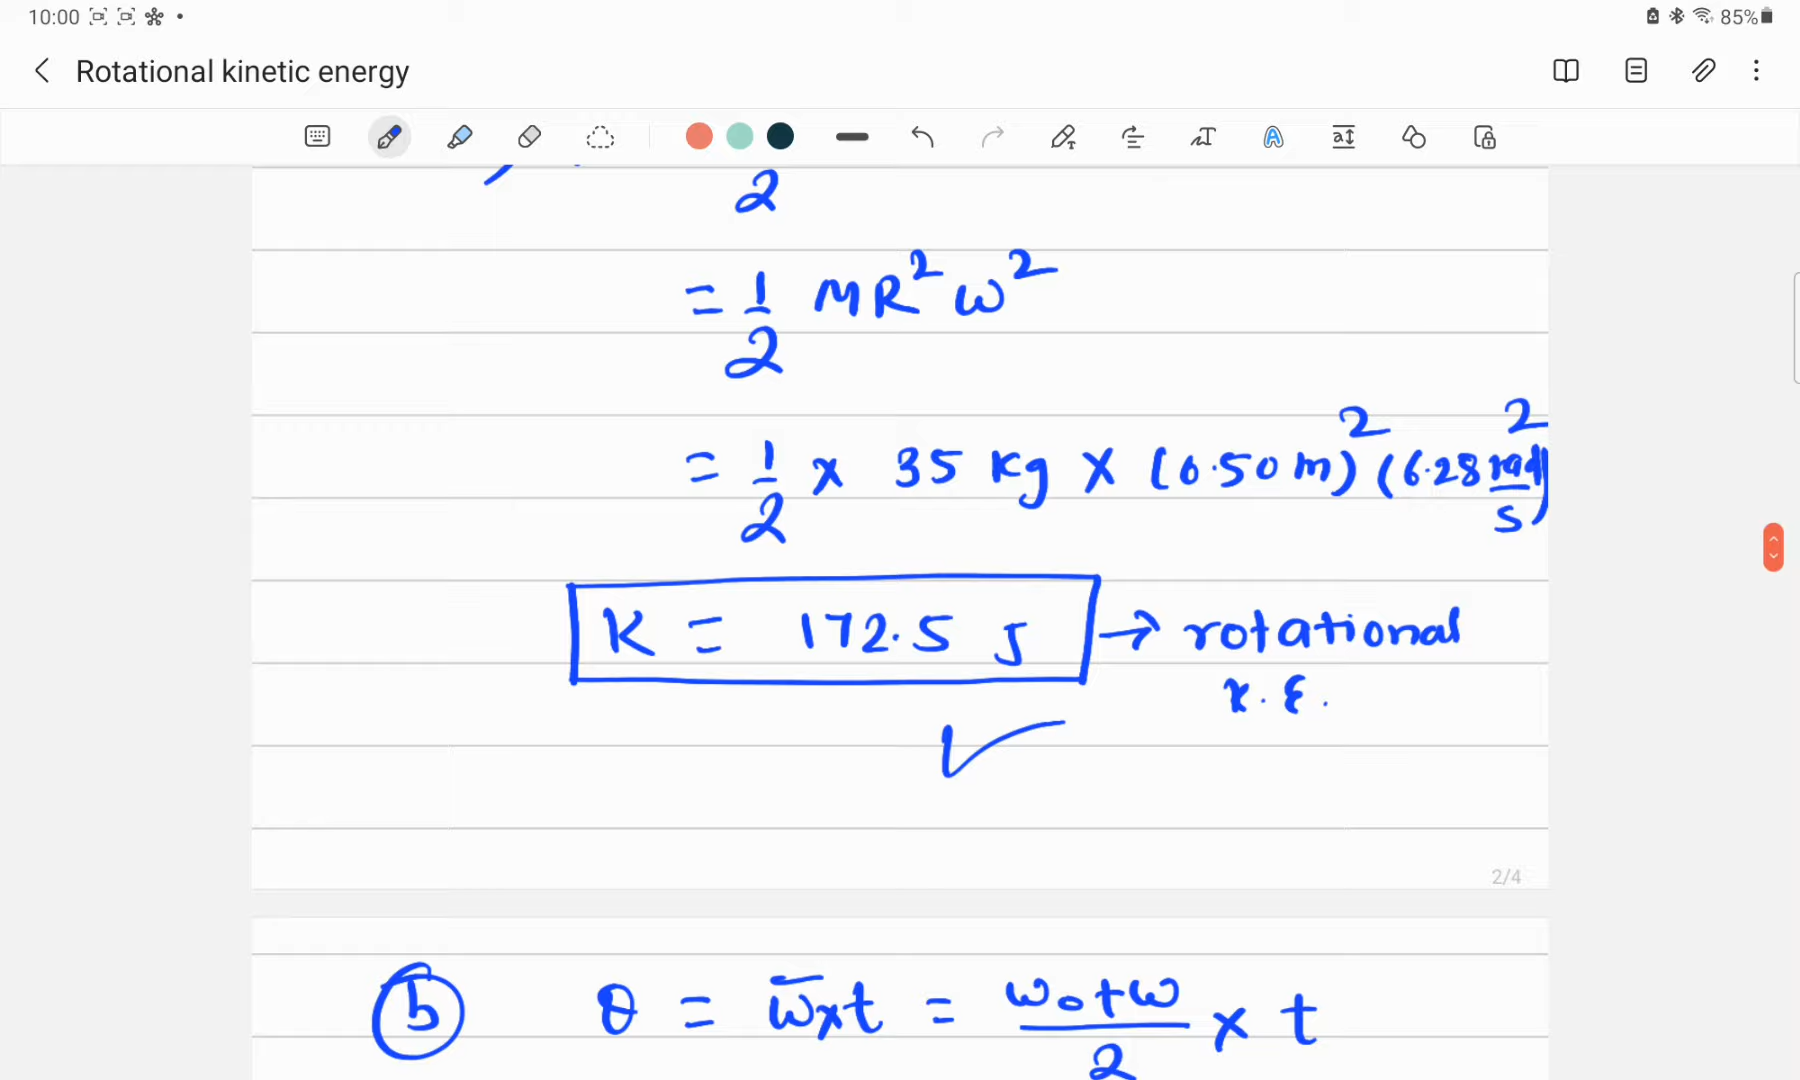 10:00 85%
Rotational kinetic energy
2
= 1/2 MR² ω²
= 1/2 × 35 kg × (0.50 m)² (6.28 rad/s)²
K = 172.5 J → rotational
K.E.
2/4
(b) θ = ω̄ × t = ω₀+ω/2 × t